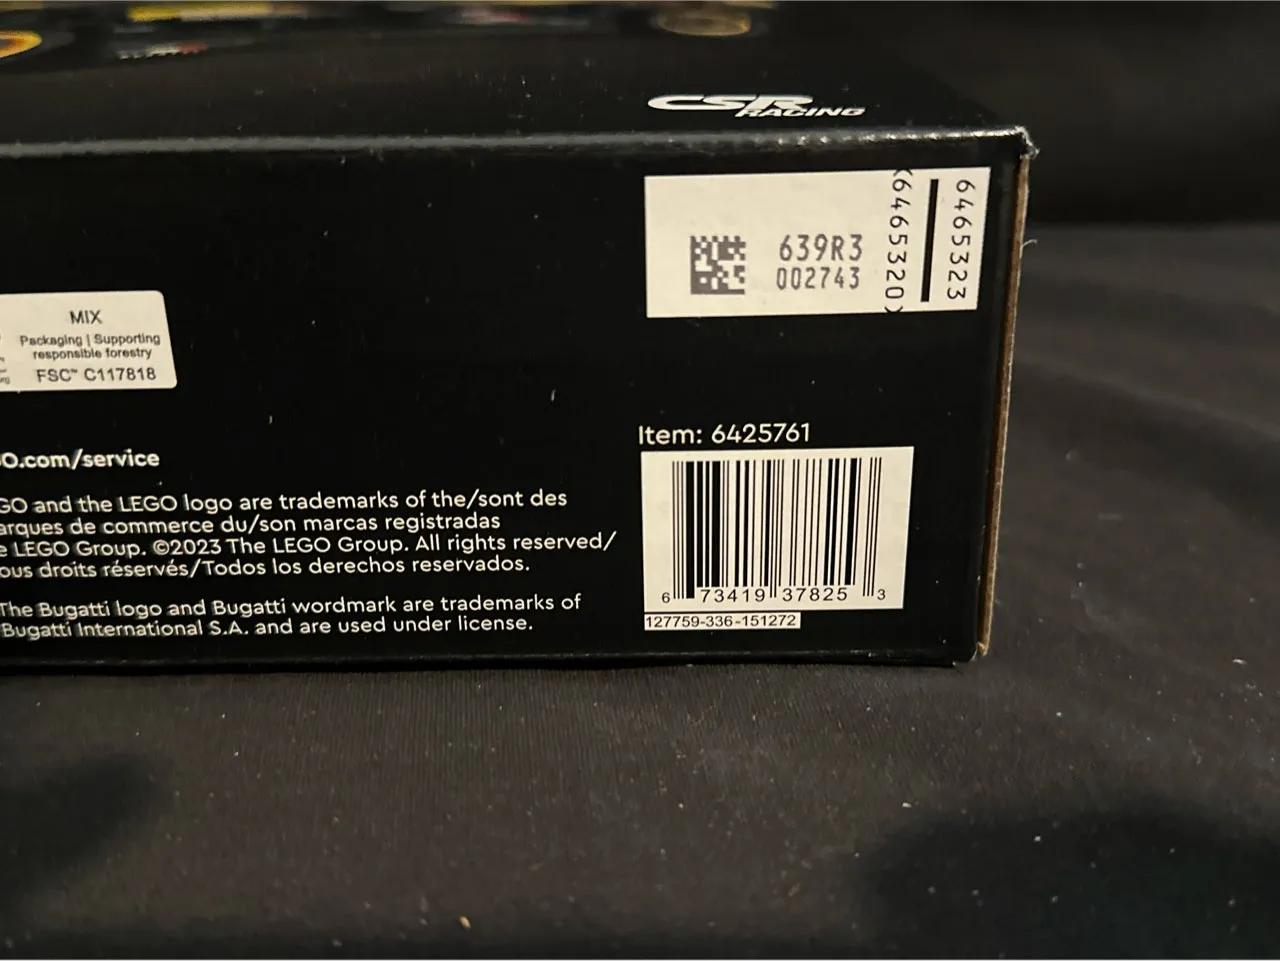 CSR RACING
639R3
002743
(6465320)
6465323
MIX
Packaging | Supporting
responsible forestry
FSC™ C117818
Item: 6425761
O.com/service
GO and the LEGO logo are trademarks of the/sont des
arques de commerce du/son marcas registradas
e LEGO Group. ©2023 The LEGO Group. All rights reserved/
ous droits réservés/Todos los derechos reservados.
The Bugatti logo and Bugatti wordmark are trademarks of
Bugatti International S.A. and are used under license.
6 73419 37825 3
127759-336-151272